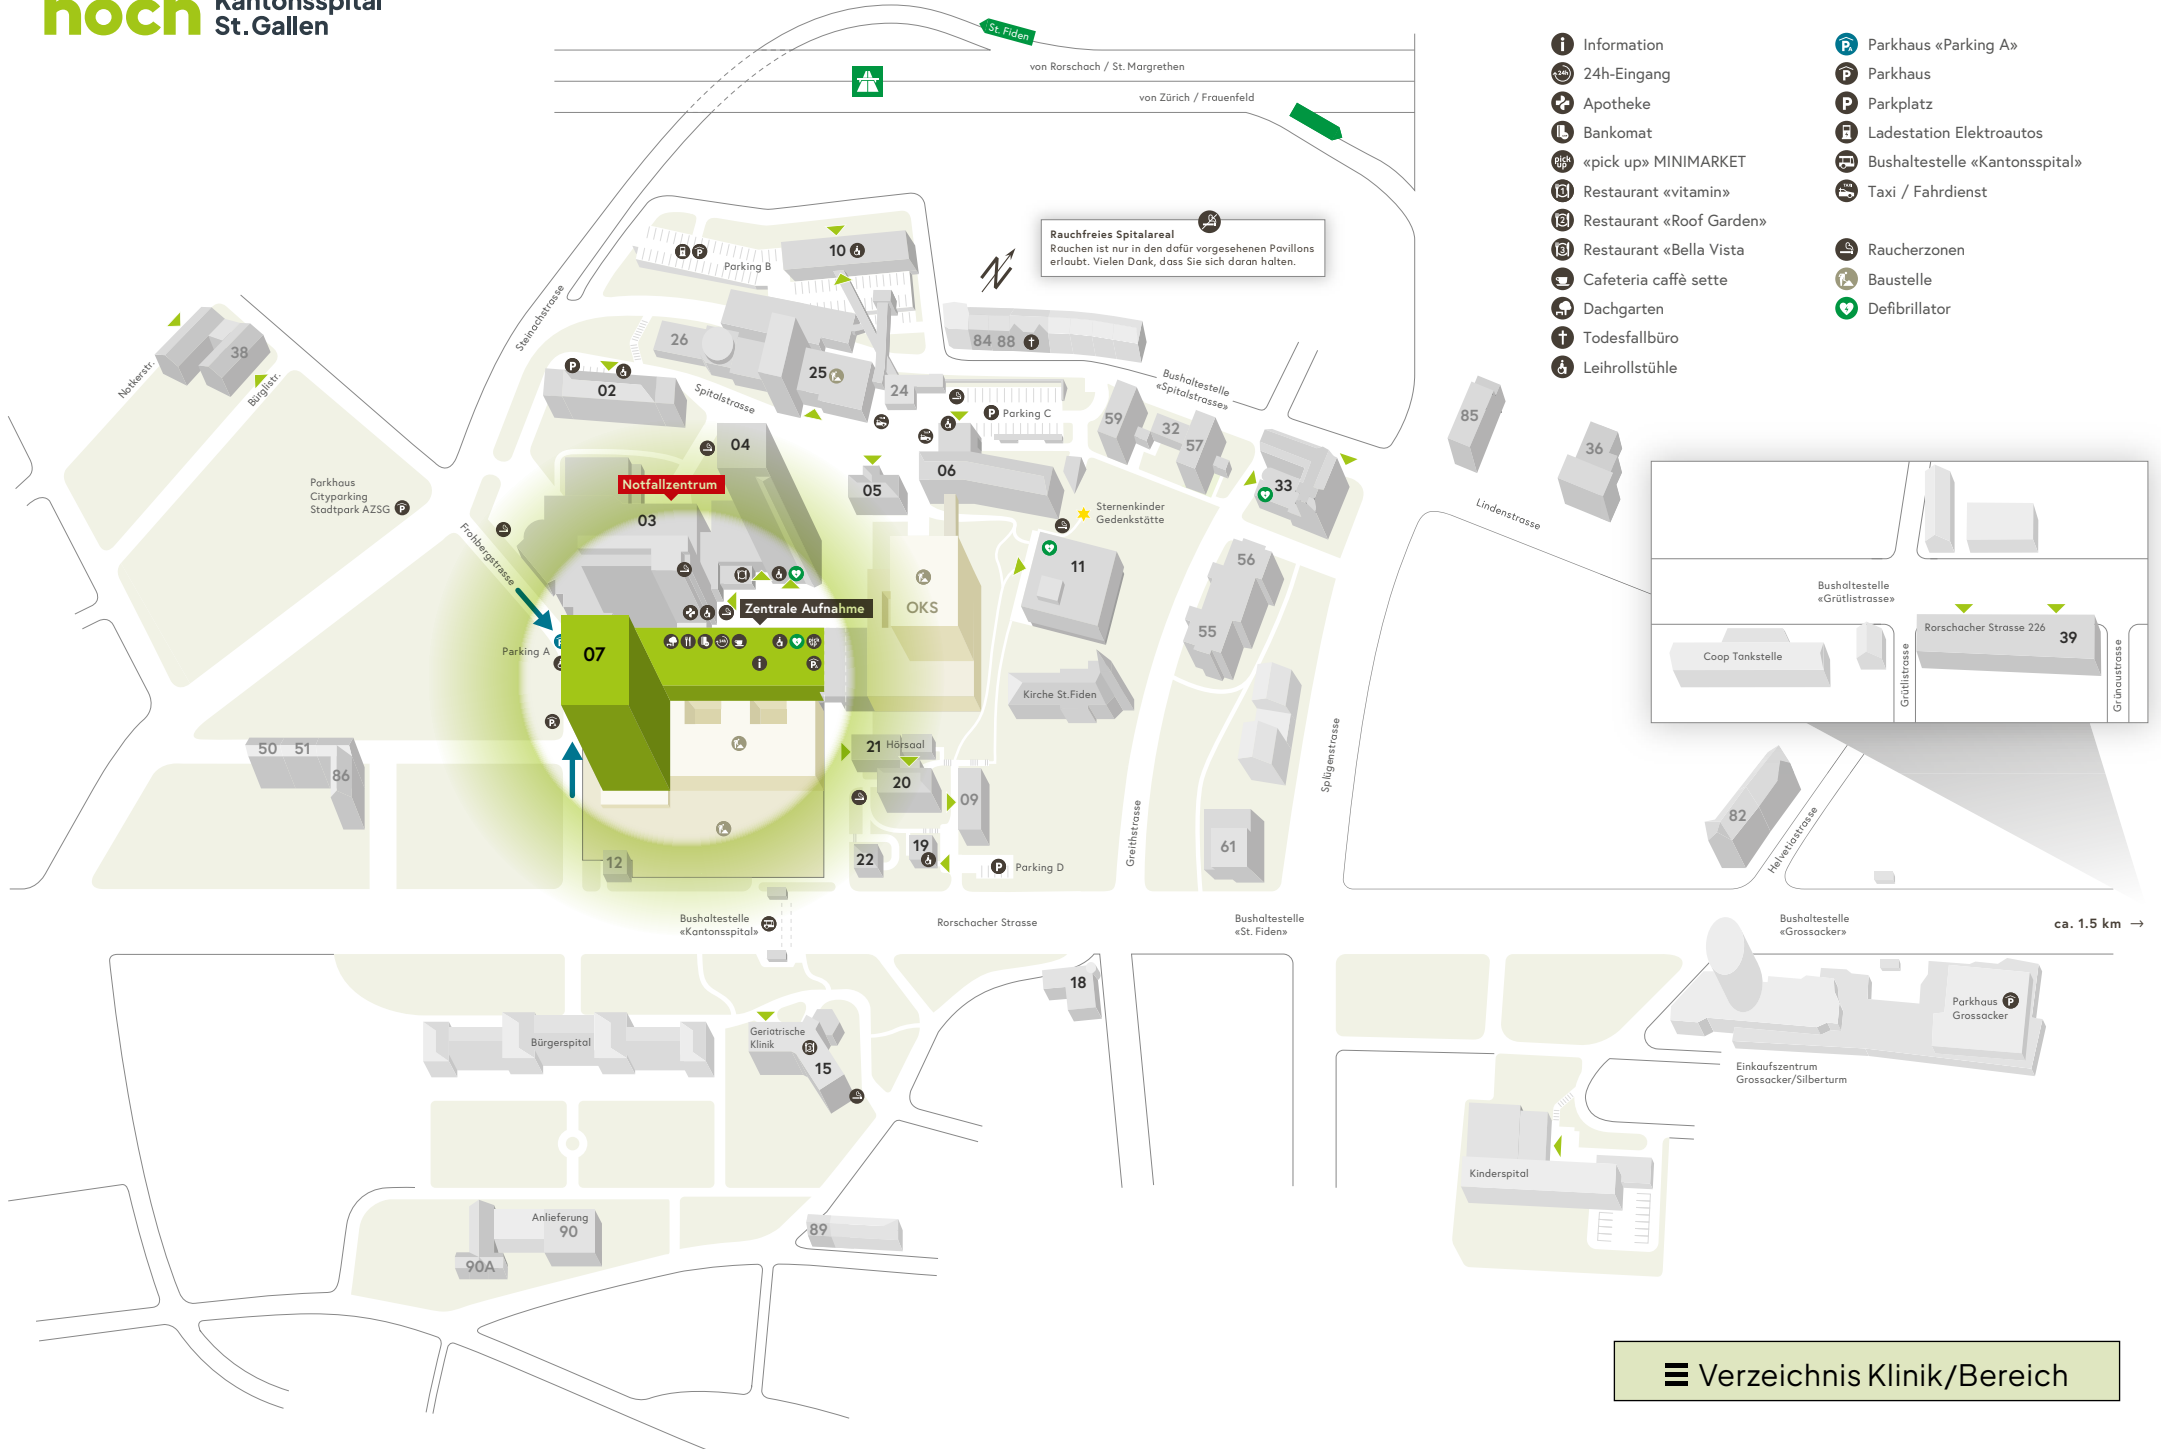 noch Kantonsspital
St.Gallen
St. Fiden
von Rorschach / St. Margrethen
von Zürich / Frauenfeld
Information
24h-Eingang
Apotheke
Bankomat
«pick up» MINIMARKET
Restaurant «vitamin»
Restaurant «Roof Garden»
Restaurant «Bella Vista
Cafeteria caffè sette
Dachgarten
Todesfallbüro
Leihrollstühle
Parkhaus «Parking A»
Parkhaus
Parkplatz
Ladestation Elektroautos
Bushaltestelle «Kantonsspital»
Taxi / Fahrdienst
Raucherzonen
Baustelle
Defibrillator
Rauchfreies Spitalareal
Rauchen ist nur in den dafür vorgesehenen Pavillons
erlaubt. Vielen Dank, dass Sie sich daran halten.
N
10
Parking B
Steinachstrasse
26
25
24
84 88
02
Spitalstrasse
Bushaltestelle
«Spitalstrasse»
Parking C
59
32
57
38
Notkerstr.
Bürglistr.
85
36
04
Notfallzentrum
03
05
06
33
Lindenstrasse
Parkhaus
Cityparking
Stadtpark AZSG
Frohbergstrasse
Sternenkinder
Gedenkstätte
11
56
55
OKS
Zentrale Aufnahme
07
Parking A
Kirche St.Fiden
Bushaltestelle
«Grütlistrasse»
Rorschacher Strasse 226
39
Coop Tankstelle
Grütlistrasse
Grünaustrasse
50 51
86
21 Hörsaal
20
09
19
22
12
Parking D
Greithstrasse
Splügenstrasse
61
82
Helvetiastrasse
Bushaltestelle
«Kantonsspital»
Rorschacher Strasse
Bushaltestelle
«St. Fiden»
Bushaltestelle
«Grossacker»
ca. 1.5 km →
18
Bürgerspital
Geriatrische
Klinik
15
Parkhaus
Grossacker
Einkaufszentrum
Grossacker/Silberturm
Kinderspital
Anlieferung
90
90A
89
Verzeichnis Klinik/Bereich